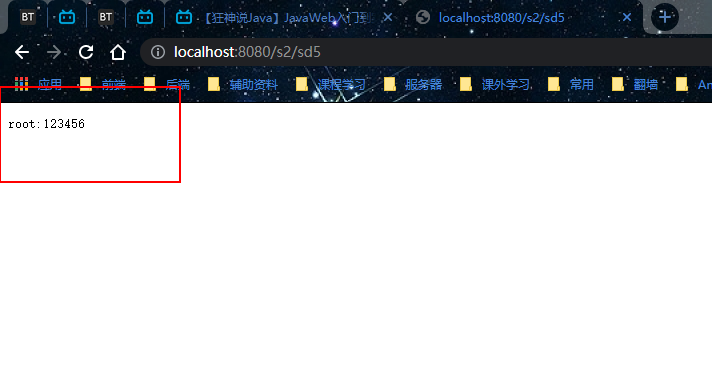 BT BT 【狂神说Java】JavaWeb入门到 localhost:8080/s2/sd5
localhost:8080/s2/sd5
应用 前端 后端 辅助资料 课程学习 服务器 课外学习 常用 翻墙 An
root:123456